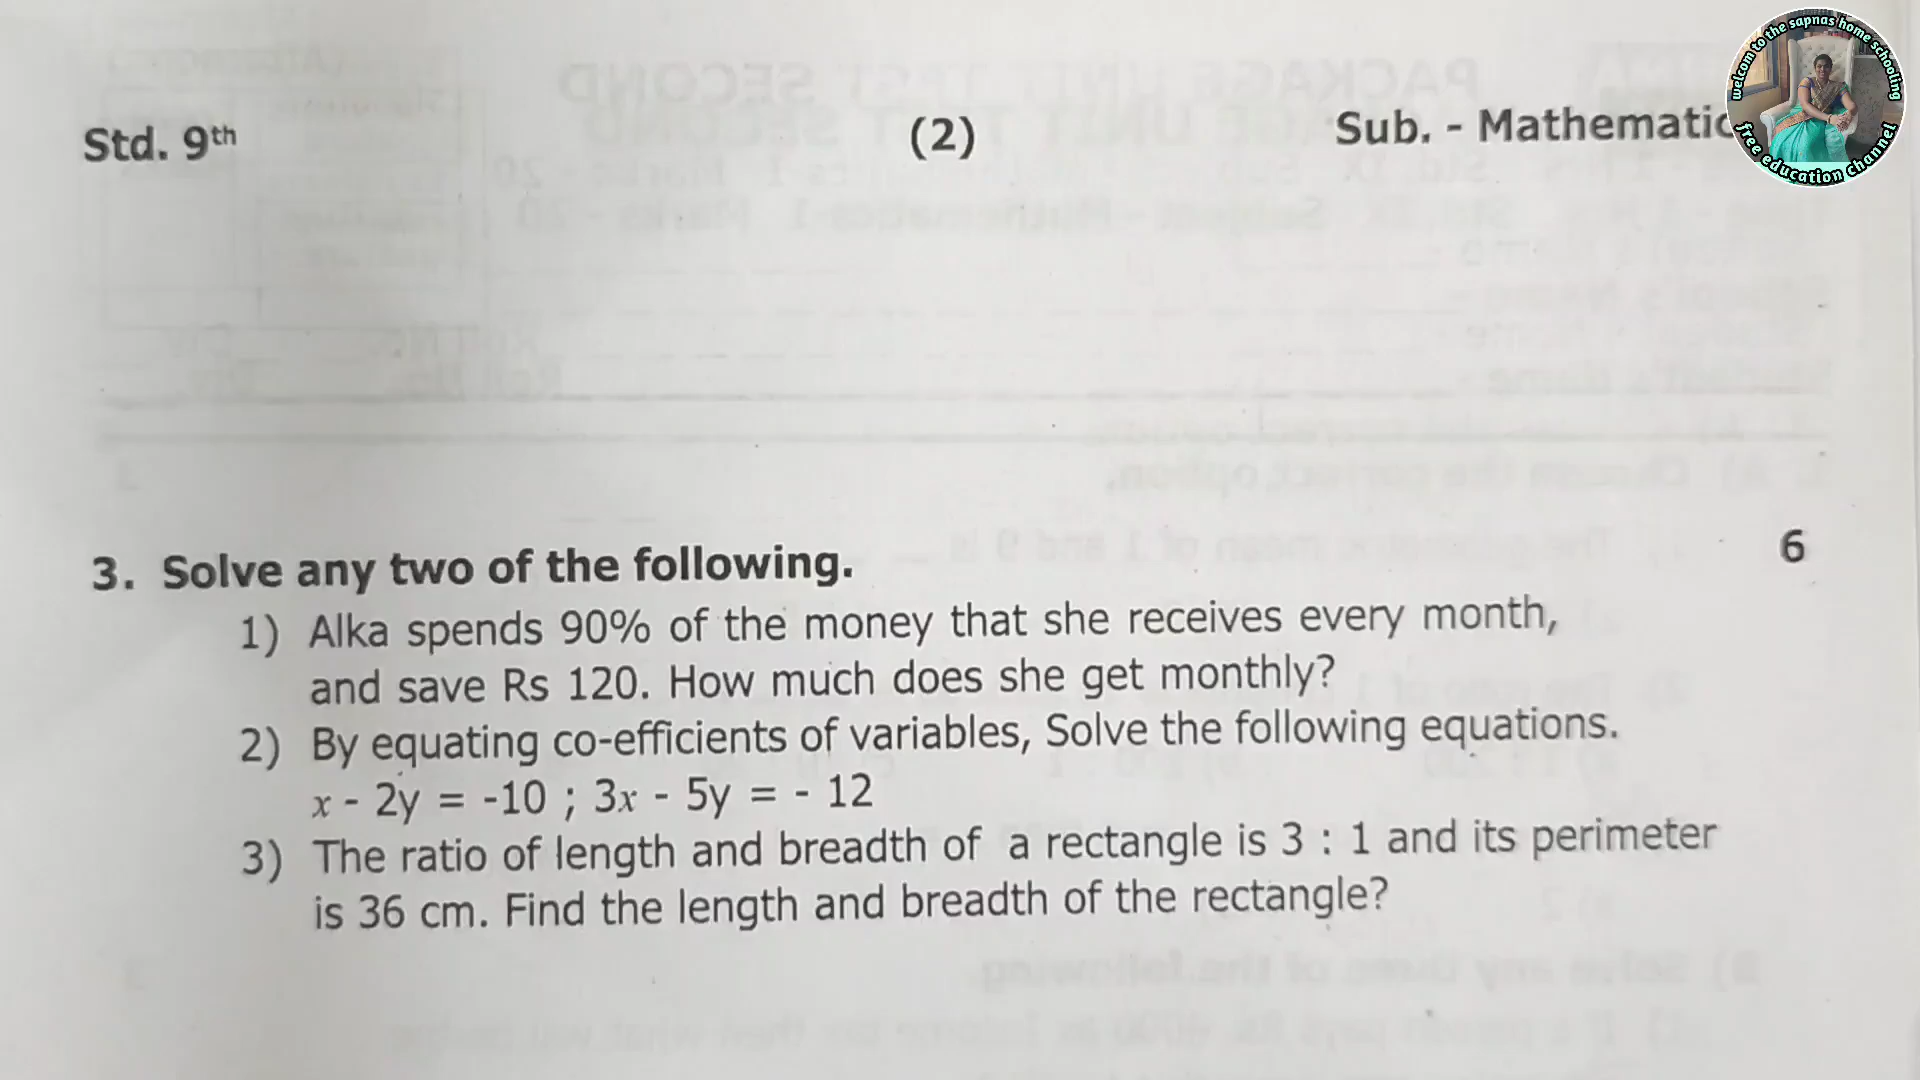 Std. 9th (2) Sub. - Mathematic
welcom to the sapnas home schooling
free education channel
3. Solve any two of the following. 6
1) Alka spends 90% of the money that she receives every month,
and save Rs 120. How much does she get monthly?
2) By equating co-efficients of variables, Solve the following equations.
x - 2y = -10 ; 3x - 5y = - 12
3) The ratio of length and breadth of a rectangle is 3 : 1 and its perimeter
is 36 cm. Find the length and breadth of the rectangle?